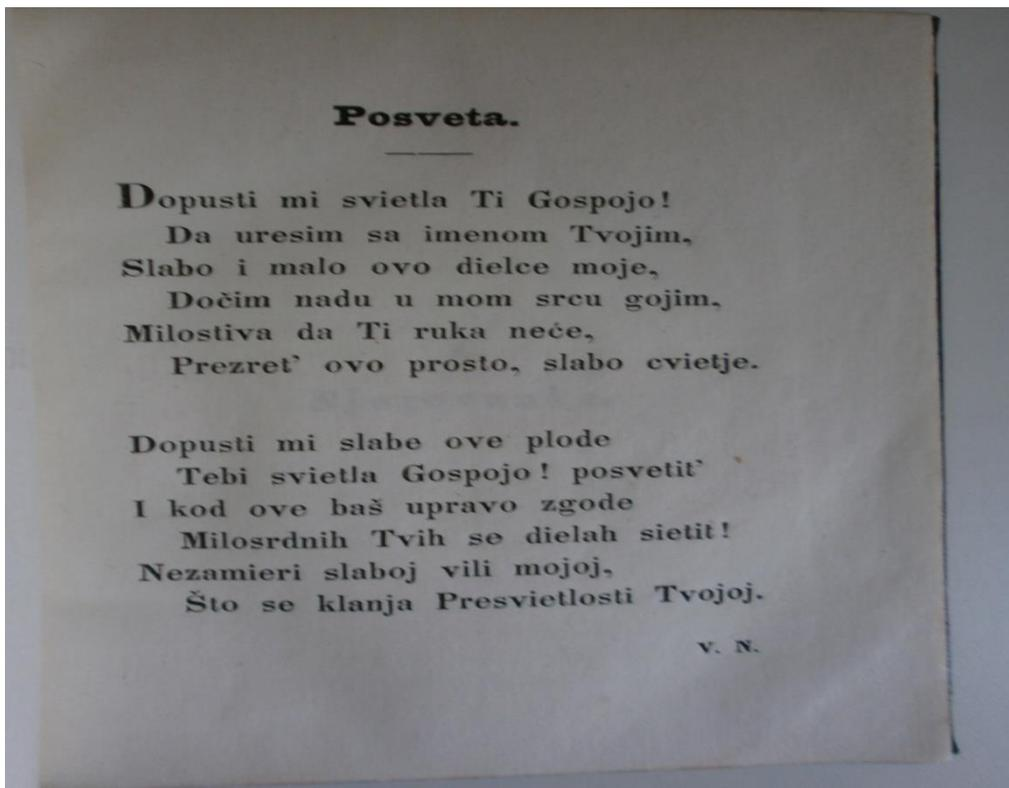 Posveta.
Dopusti mi svietla Ti Gospojo!
Da uresim sa imenom Tvojim,
Slabo i malo ovo dielce moje,
Dočim nadu u mom srcu gojim,
Milostiva da Ti ruka neće,
Prezret' ovo prosto, slabo cvietje.
Dopusti mi slabe ove plode
Tebi svietla Gospojo! posvetit'
I kod ove baš upravo zgode
Milosrdnih Tvih se dielah sietit!
Nezamieri slaboj vili mojoj,
Što se klanja Presvietlosti Tvojoj.
V. N.